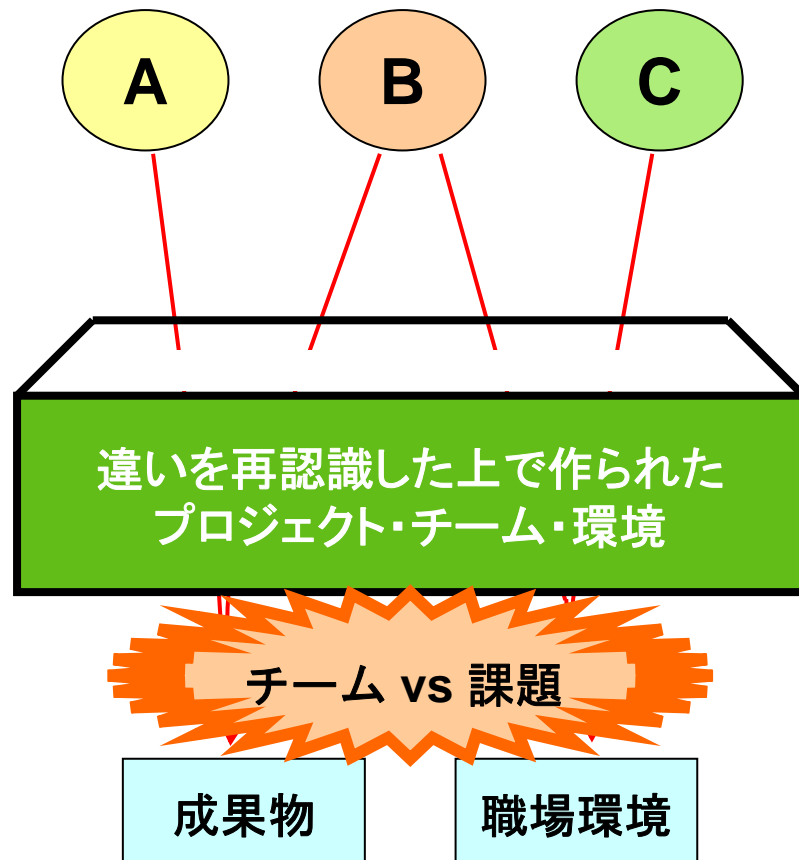 A
B
C
違いを再認識した上で作られた
プロジェクト・チーム・環境
チーム vs 課題
成果物
職場環境